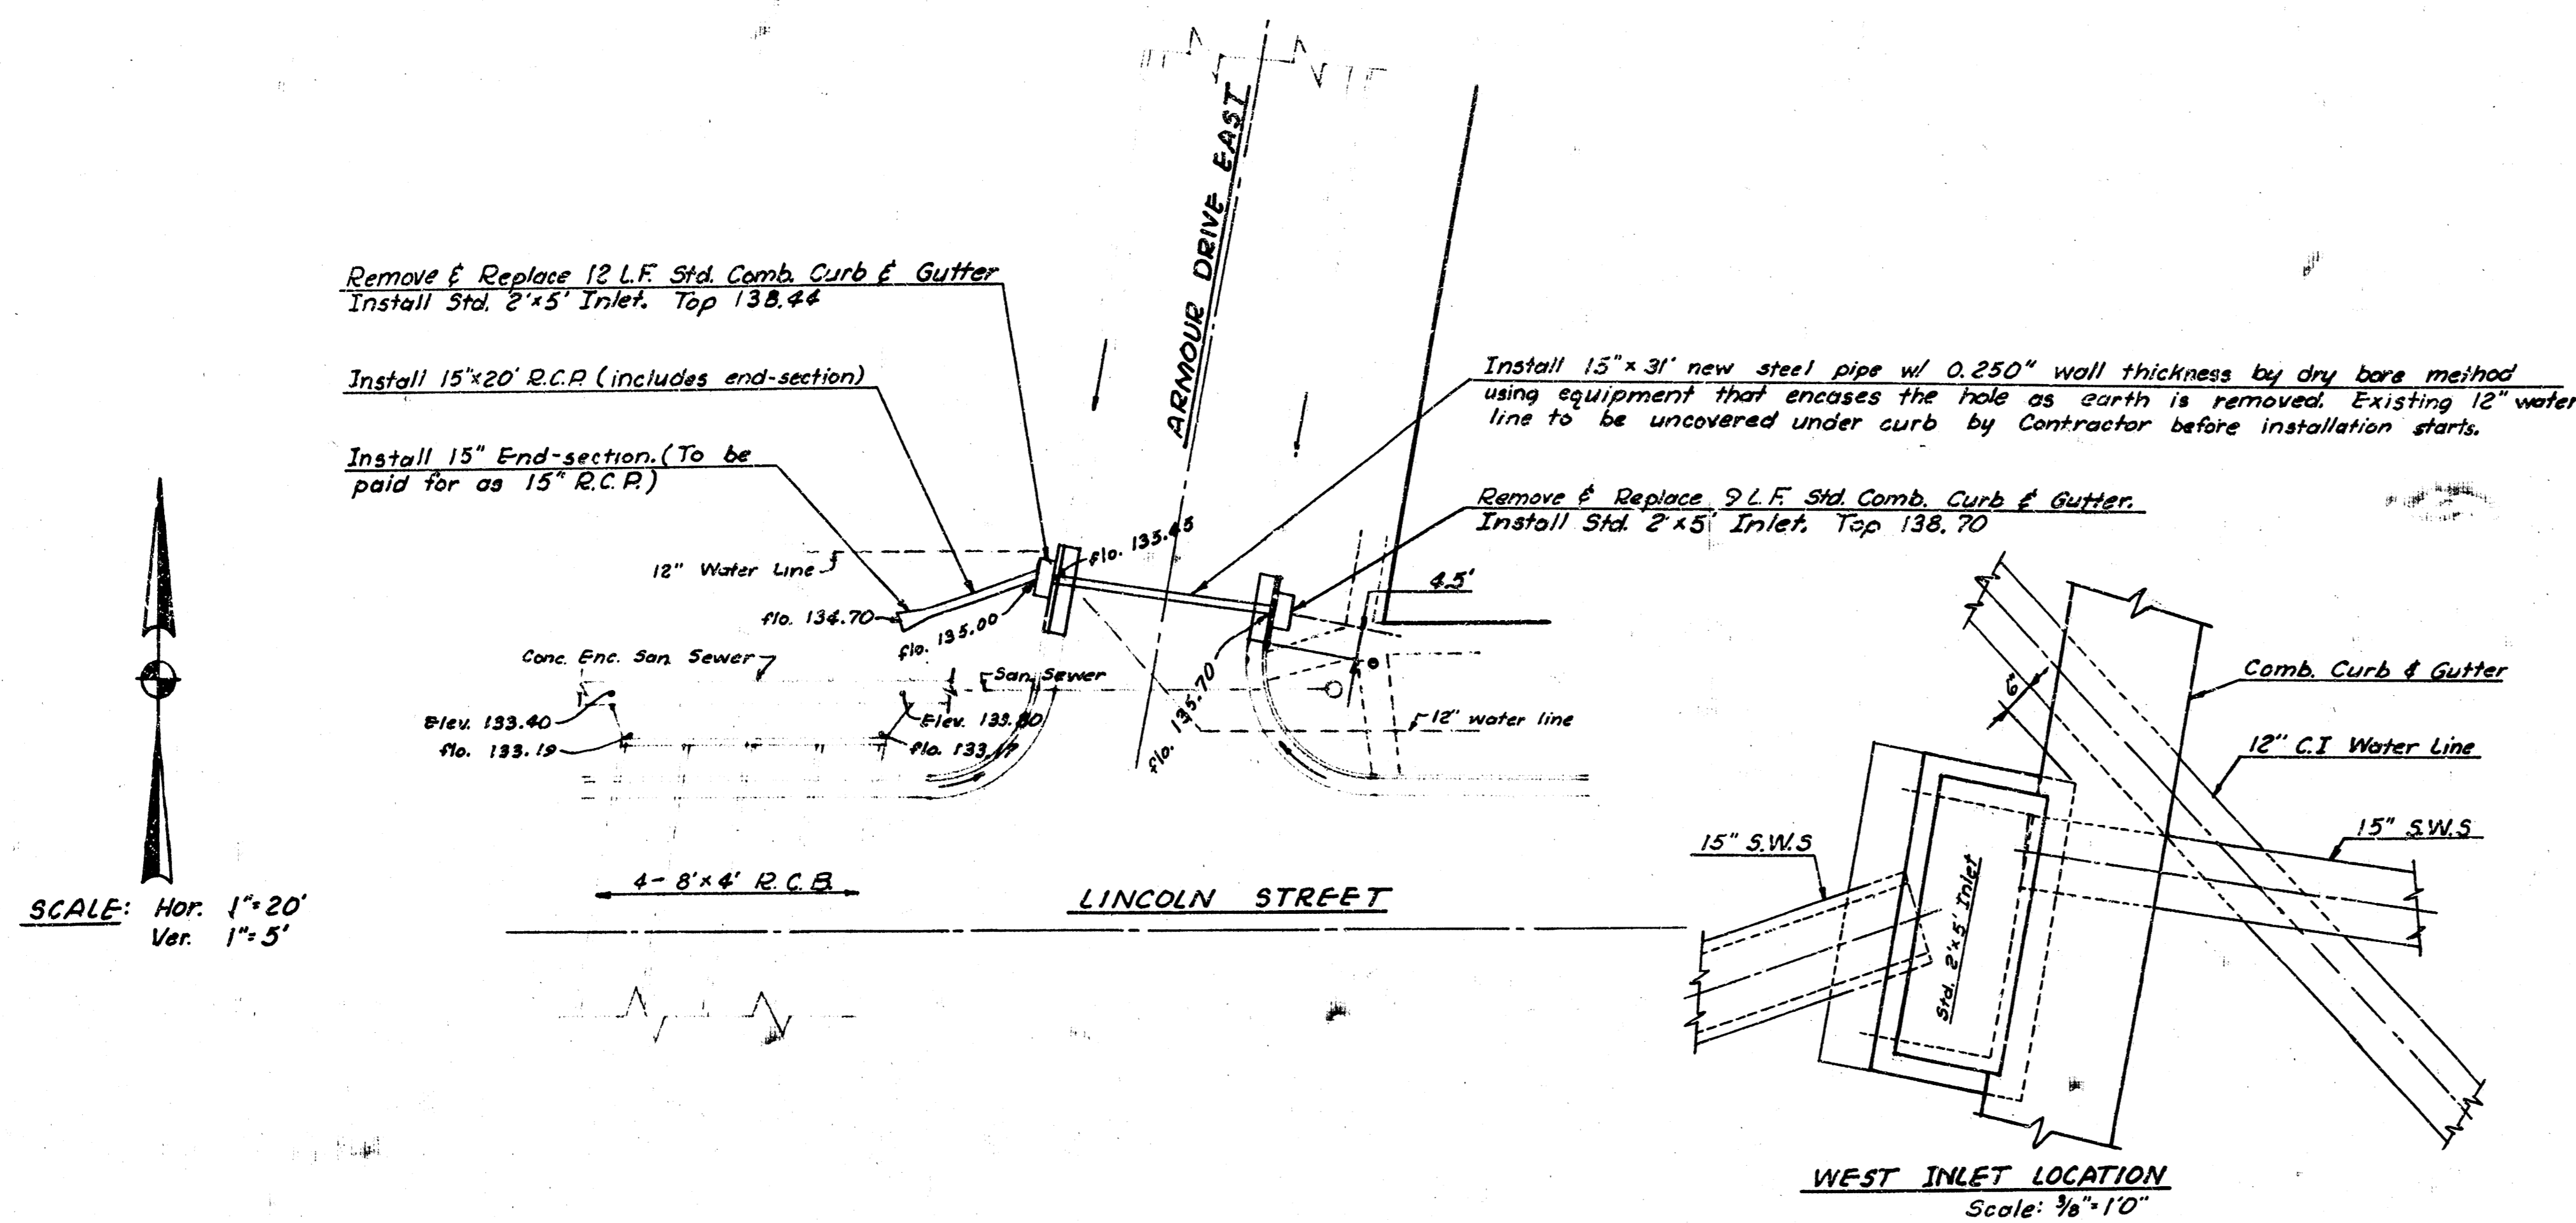 ARMOUR DRIVE EAST
Remove & Replace 12 L.F. Std. Comb. Curb & Gutter
Install Std. 2'x5' Inlet. Top 138.44
Install 15"x20' R.C.P. (includes end-section)
Install 15" End-section. (To be
paid for as 15" R.C.P.)
Install 15" x 31' new steel pipe w/ 0.250" wall thickness by dry bore method
using equipment that encases the hole as earth is removed. Existing 12" water
line to be uncovered under curb by Contractor before installation starts.
Remove & Replace 9 L.F. Std. Comb. Curb & Gutter.
Install Std. 2'x5' Inlet. Top 138.70
flo. 135.45
12" Water Line
4.5'
flo. 134.70
flo. 135.00
Conc. Enc. San. Sewer
San. Sewer
flo. 135.70
Elev. 133.40
Elev.
flo. 133.19
flo.
12" water line
4 - 8'x4' R.C.B.
LINCOLN STREET
SCALE: Hor. 1"=20'
Ver. 1"=5'
Comb. Curb & Gutter
6"
12" C.I Water Line
15" S.W.S
15" S.W.S
Std. 2'x5' Inlet
WEST INLET LOCATION
Scale: 3/8"=1'0"